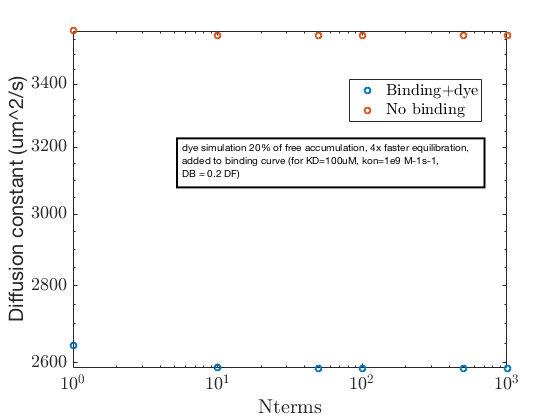 3400
3200
3000
2800
2600
Diffusion constant (um^2/s)
Binding+dye
No binding
dye simulation 20% of free accumulation, 4x faster equilibration,
added to binding curve (for KD=100uM, kon=1e9 M-1s-1,
DB = 0.2 DF)
10^0 10^1 10^2 10^3
Nterms